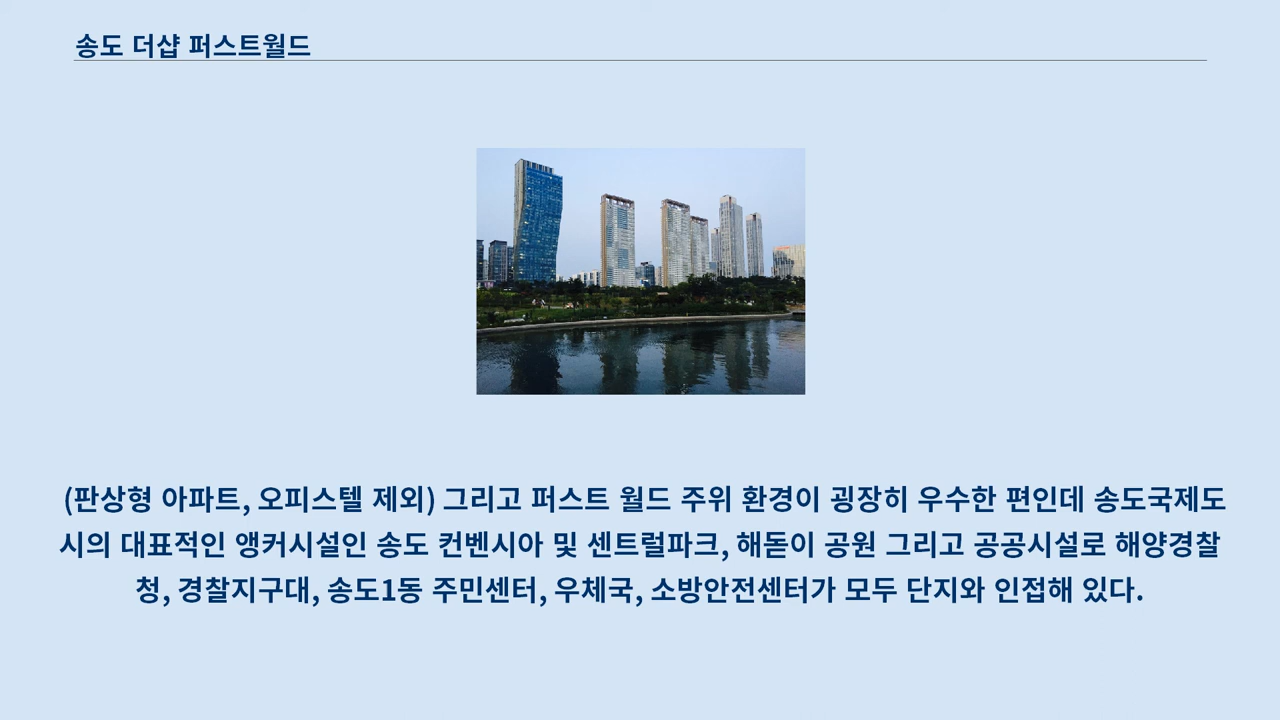 송도 더샵 퍼스트월드
(판상형 아파트, 오피스텔 제외) 그리고 퍼스트 월드 주위 환경이 굉장히 우수한 편인데 송도국제도
시의 대표적인 앵커시설인 송도 컨벤시아 및 센트럴파크, 해돋이 공원 그리고 공공시설로 해양경찰
청, 경찰지구대, 송도1동 주민센터, 우체국, 소방안전센터가 모두 단지와 인접해 있다.